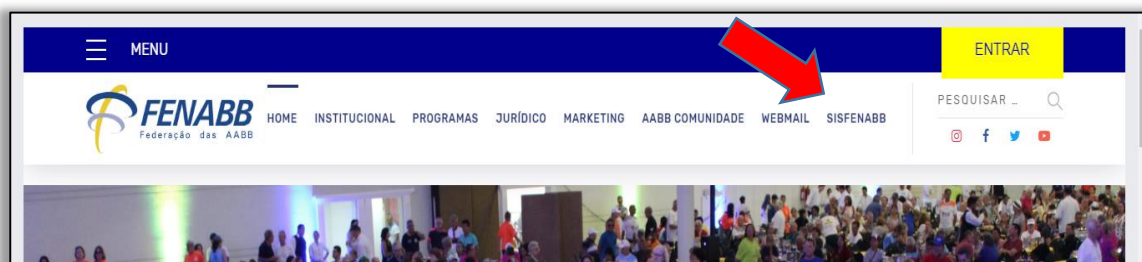 MENU
ENTRAR
FENABB
Federação das AABB
HOME INSTITUCIONAL PROGRAMAS JURÍDICO MARKETING AABB COMUNIDADE WEBMAIL SISFENABB
PESQUISAR ...